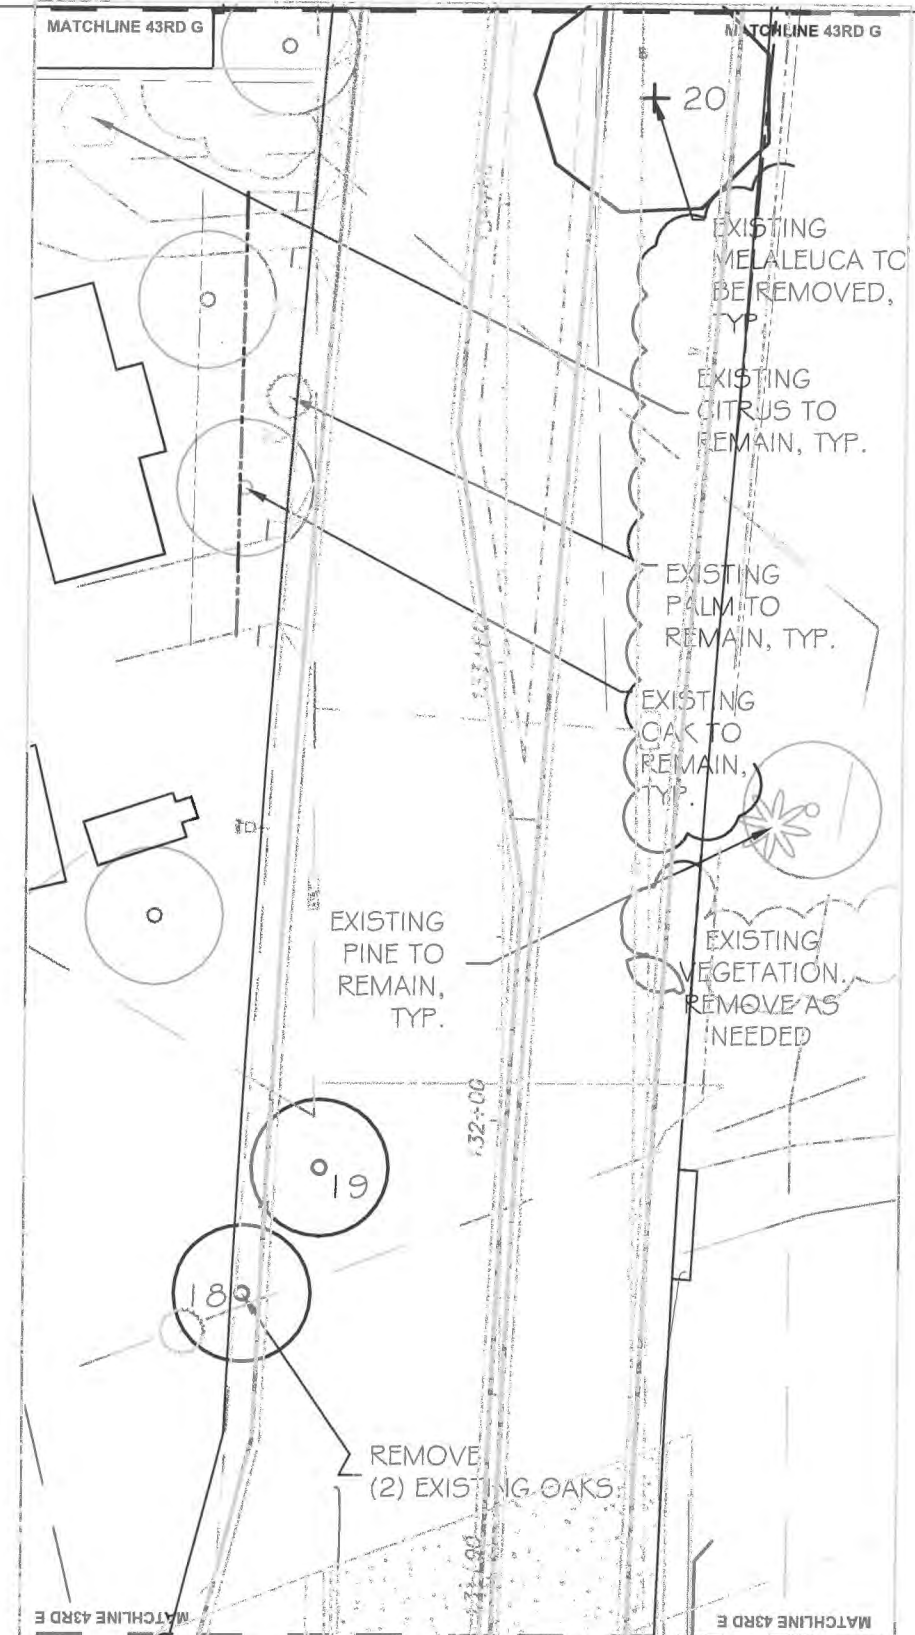 MATCHLINE 43RD G
MATCHLINE 43RD G
20
EXISTING
MELALEUCA TO
BE REMOVED,
TYP
EXISTING
CITRUS TO
REMAIN, TYP.
EXISTING
PALM TO
REMAIN, TYP.
EXISTING
OAK TO
REMAIN,
TYP.
EXISTING
PINE TO
REMAIN,
TYP.
EXISTING
VEGETATION.
REMOVE AS
NEEDED
132+00
19
18
REMOVE
(2) EXISTING OAKS
MATCHLINE 43RD E
MATCHLINE 43RD E